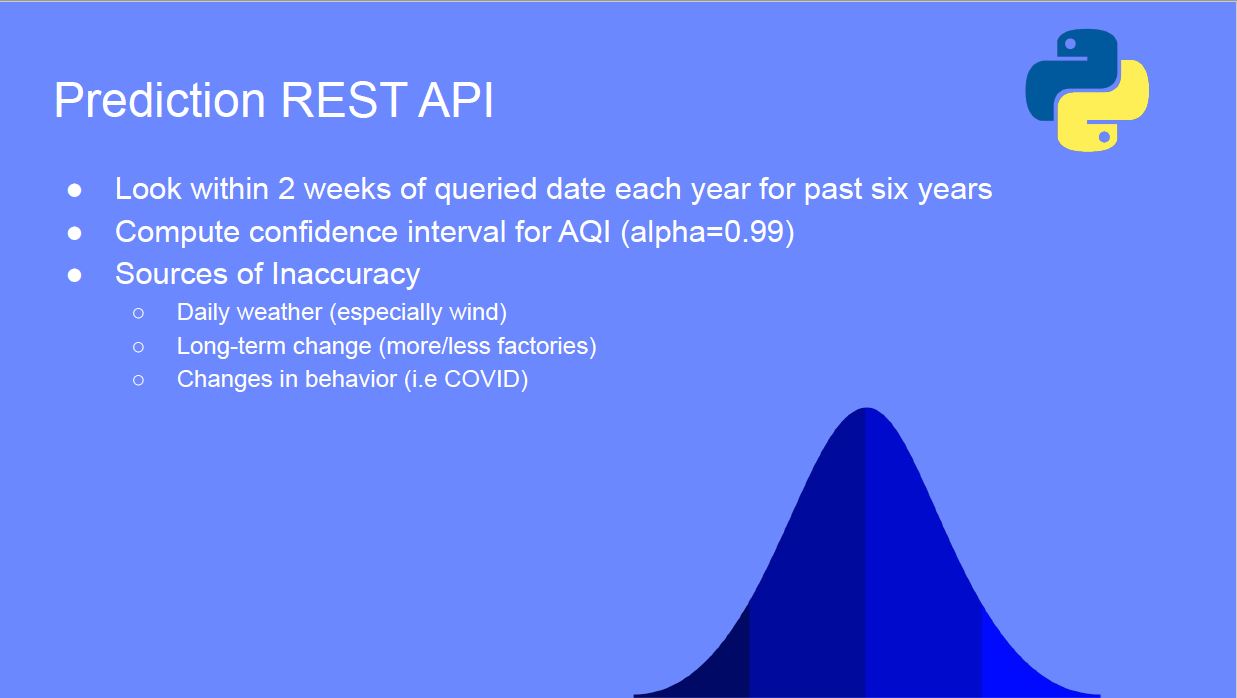 Prediction REST API
● Look within 2 weeks of queried date each year for past six years
● Compute confidence interval for AQI (alpha=0.99)
● Sources of Inaccuracy
○ Daily weather (especially wind)
○ Long-term change (more/less factories)
○ Changes in behavior (i.e COVID)